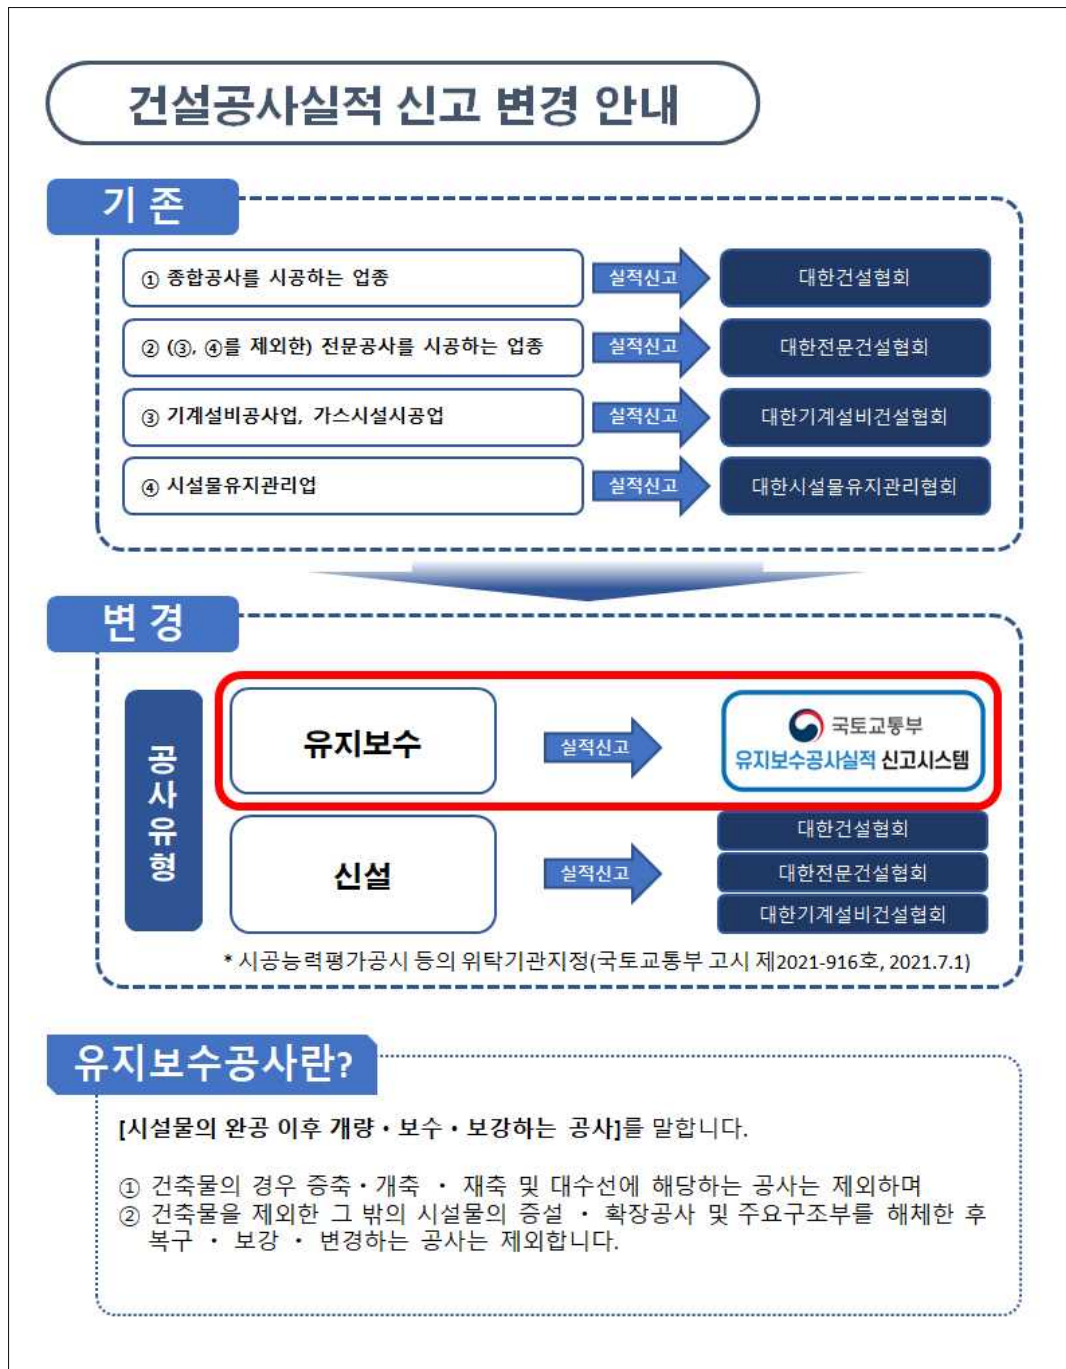 건설공사실적 신고 변경 안내
기 존
① 종합공사를 시공하는 업종
실적신고
대한건설협회
② (③, ④를 제외한) 전문공사를 시공하는 업종
실적신고
대한전문건설협회
③ 기계설비공사업, 가스시설시공업
실적신고
대한기계설비건설협회
④ 시설물유지관리업
실적신고
대한시설물유지관리협회
변 경
공사유형
유지보수
실적신고
국토교통부
유지보수공사실적 신고시스템
신설
실적신고
대한건설협회
대한전문건설협회
대한기계설비건설협회
* 시공능력평가공시 등의 위탁기관지정(국토교통부 고시 제2021-916호, 2021.7.1)
유지보수공사란?
[시설물의 완공 이후 개량・보수・보강하는 공사]를 말합니다.
① 건축물의 경우 증축・개축 ・ 재축 및 대수선에 해당하는 공사는 제외하며
② 건축물을 제외한 그 밖의 시설물의 증설 ・ 확장공사 및 주요구조부를 해체한 후
복구 ・ 보강 ・ 변경하는 공사는 제외합니다.